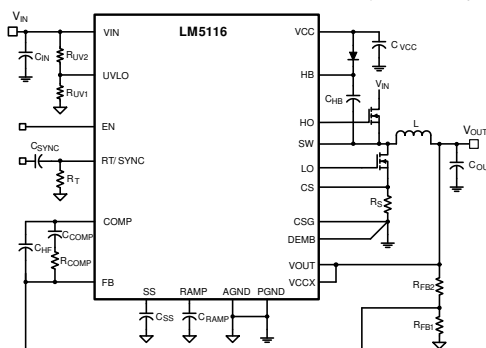 VIN
LM5116
VIN
VCC
CVCC
CIN
RUV2
UVLO
HB
RUV1
CHB
VIN
EN
HO
SW
L
VOUT
CSYNC
RT/SYNC
LO
RT
CS
RS
COMP
CSG
CCOMP
DEMB
CHF
RCOMP
VOUT
FB
VCCX
SS
RAMP
AGND
PGND
RFB2
CSS
CRAMP
RFB1